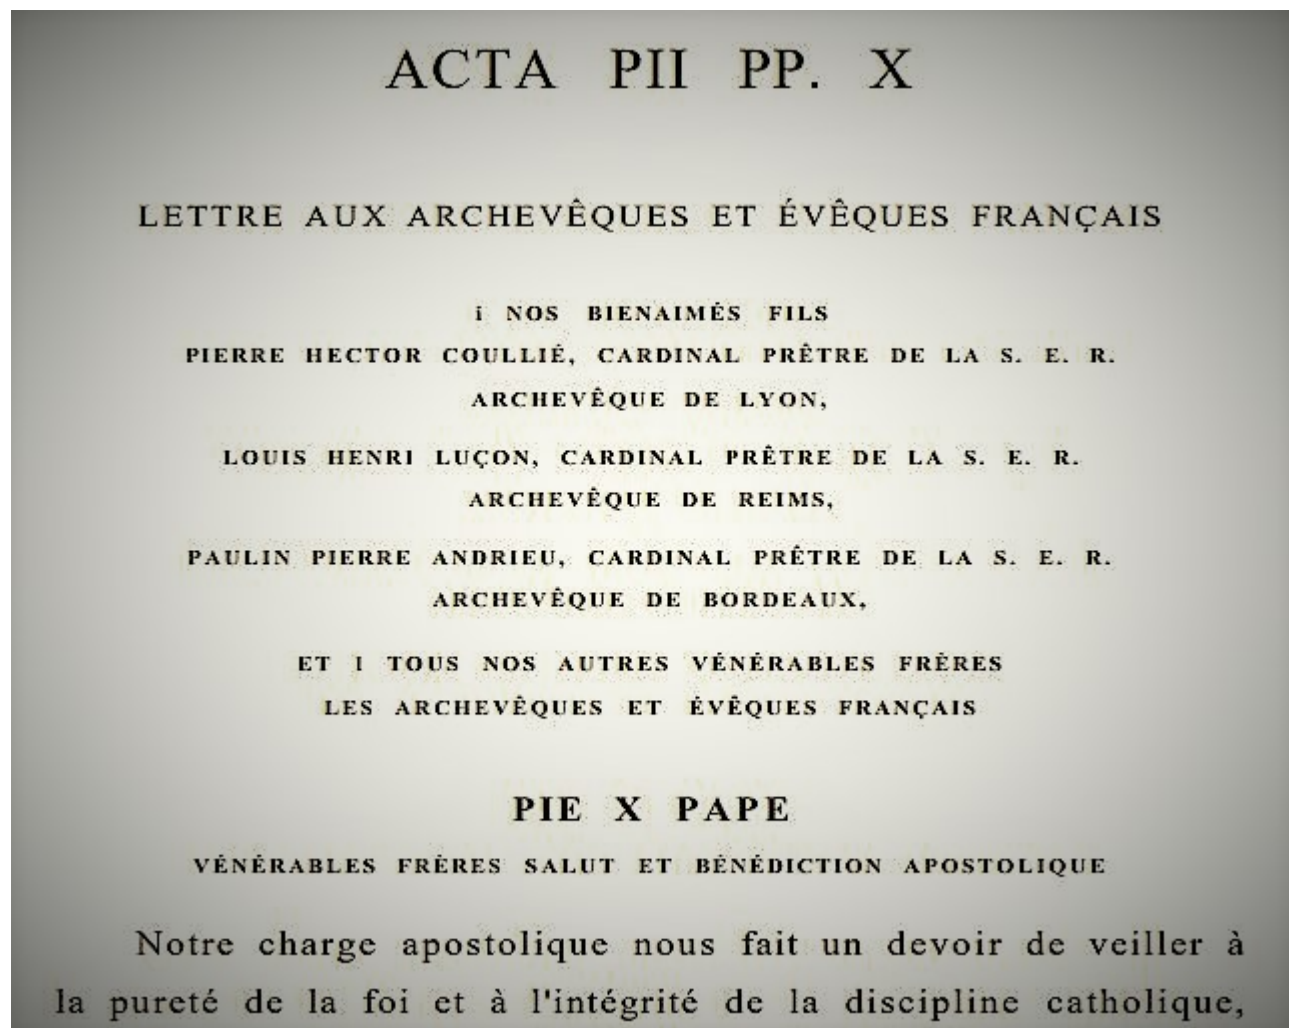 ACTA PII PP. X
LETTRE AUX ARCHEVÊQUES ET ÉVÊQUES FRANÇAIS
i NOS BIENAIMÉS FILS
PIERRE HECTOR COULLIÉ, CARDINAL PRÊTRE DE LA S. E. R.
ARCHEVÊQUE DE LYON,
LOUIS HENRI LUÇON, CARDINAL PRÊTRE DE LA S. E. R.
ARCHEVÊQUE DE REIMS,
PAULIN PIERRE ANDRIEU, CARDINAL PRÊTRE DE LA S. E. R.
ARCHEVÊQUE DE BORDEAUX,
ET I TOUS NOS AUTRES VÉNÉRABLES FRÈRES
LES ARCHEVÊQUES ET ÉVÊQUES FRANÇAIS
PIE X PAPE
VÉNÉRABLES FRÈRES SALUT ET BÉNÉDICTION APOSTOLIQUE
Notre charge apostolique nous fait un devoir de veiller à
la pureté de la foi et à l'intégrité de la discipline catholique,